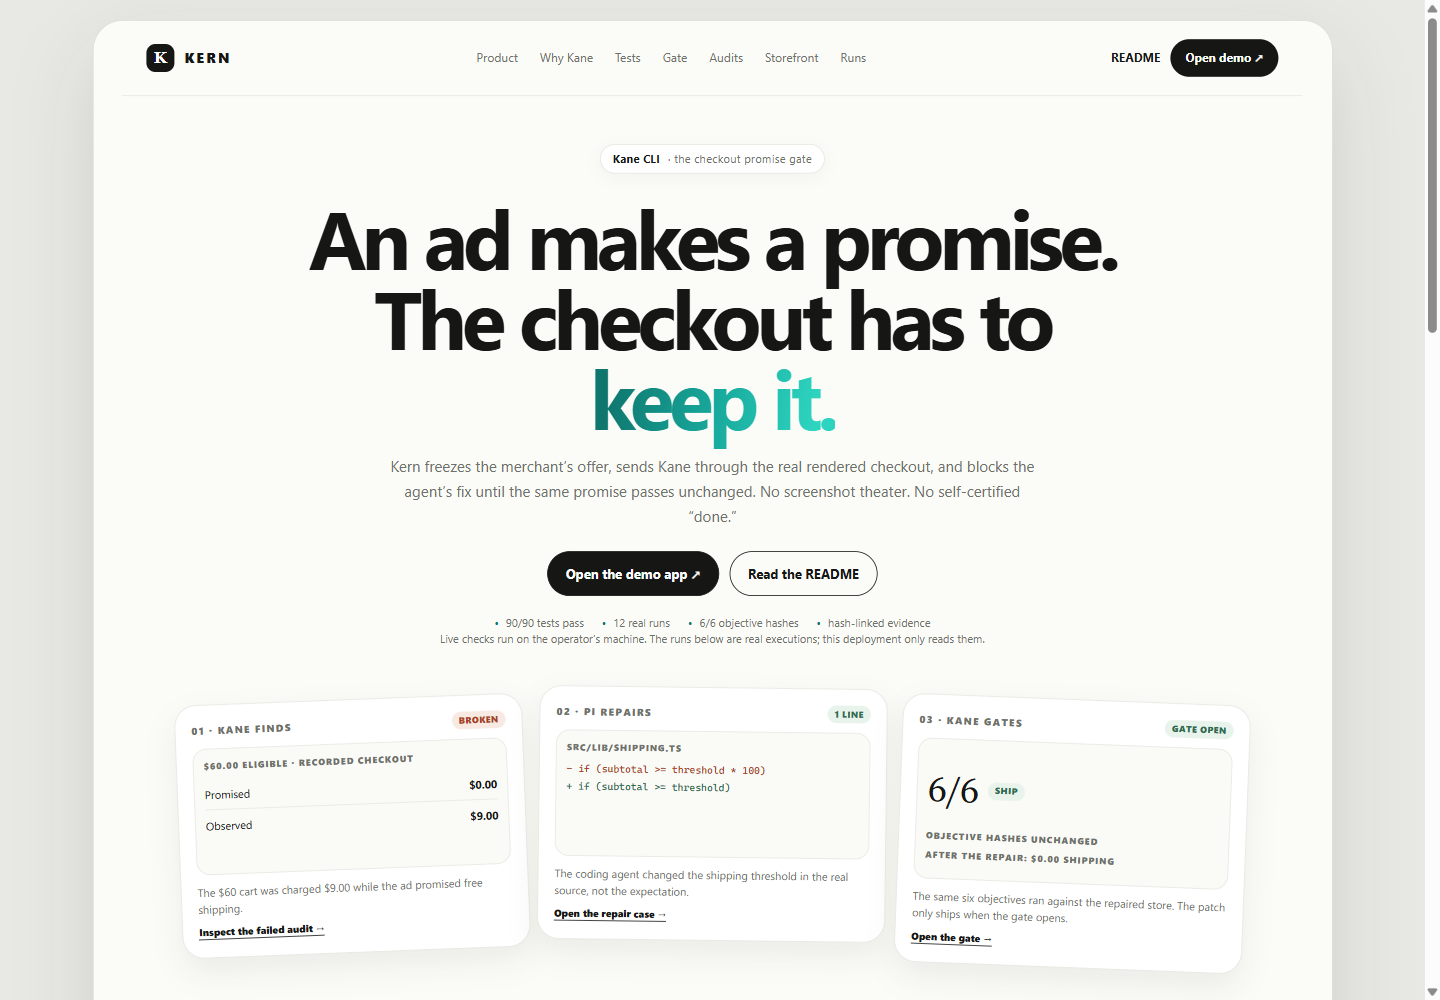 K KERN
Product Why Kane Tests Gate Audits Storefront Runs
README Open demo ↗
Kane CLI · the checkout promise gate
An ad makes a promise.
The checkout has to
keep it.
Kern freezes the merchant’s offer, sends Kane through the real rendered checkout, and blocks the
agent’s fix until the same promise passes unchanged. No screenshot theater. No self-certified
“done.”
Open the demo app ↗ Read the README
• 90/90 tests pass • 12 real runs • 6/6 objective hashes • hash-linked evidence
Live checks run on the operator’s machine. The runs below are real executions; this deployment only reads them.
01 · KANE FINDS BROKEN
$60.00 ELIGIBLE · RECORDED CHECKOUT
Promised $0.00
Observed $9.00
The $60 cart was charged $9.00 while the ad promised free
shipping.
Inspect the failed audit →
02 · PI REPAIRS 1 LINE
SRC/LIB/SHIPPING.TS
− if (subtotal >= threshold * 100)
+ if (subtotal >= threshold)
The coding agent changed the shipping threshold in the real
source, not the expectation.
Open the repair case →
03 · KANE GATES GATE OPEN
6/6 SHIP
OBJECTIVE HASHES UNCHANGED
AFTER THE REPAIR: $0.00 SHIPPING
The same six objectives ran against the repaired store. The patch
only ships when the gate opens.
Open the gate →